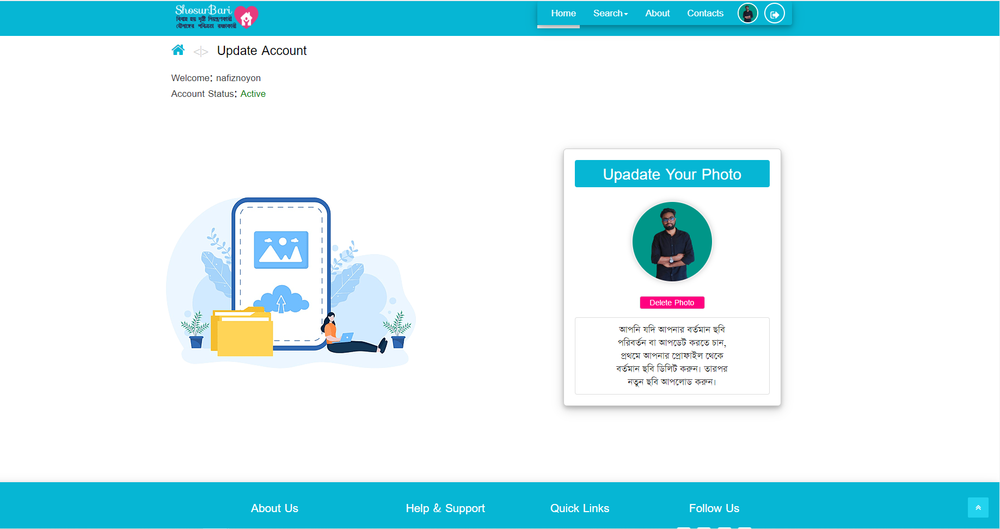 ShosurBari
বিবাহ হয় দৃষ্টি নিয়ন্ত্রণকারী
যৌনাঙ্গের পবিত্রতা রক্ষাকারী
Home Search About Contacts
Update Account
Welcome: nafiznoyon
Account Status: Active
Upadate Your Photo
Delete Photo
আপনি যদি আপনার বর্তমান ছবি
পরিবর্তন বা আপডেট করতে চান,
প্রথমে আপনার প্রোফাইল থেকে
বর্তমান ছবি ডিলিট করুন। তারপর
নতুন ছবি আপলোড করুন।
About Us Help & Support Quick Links Follow Us